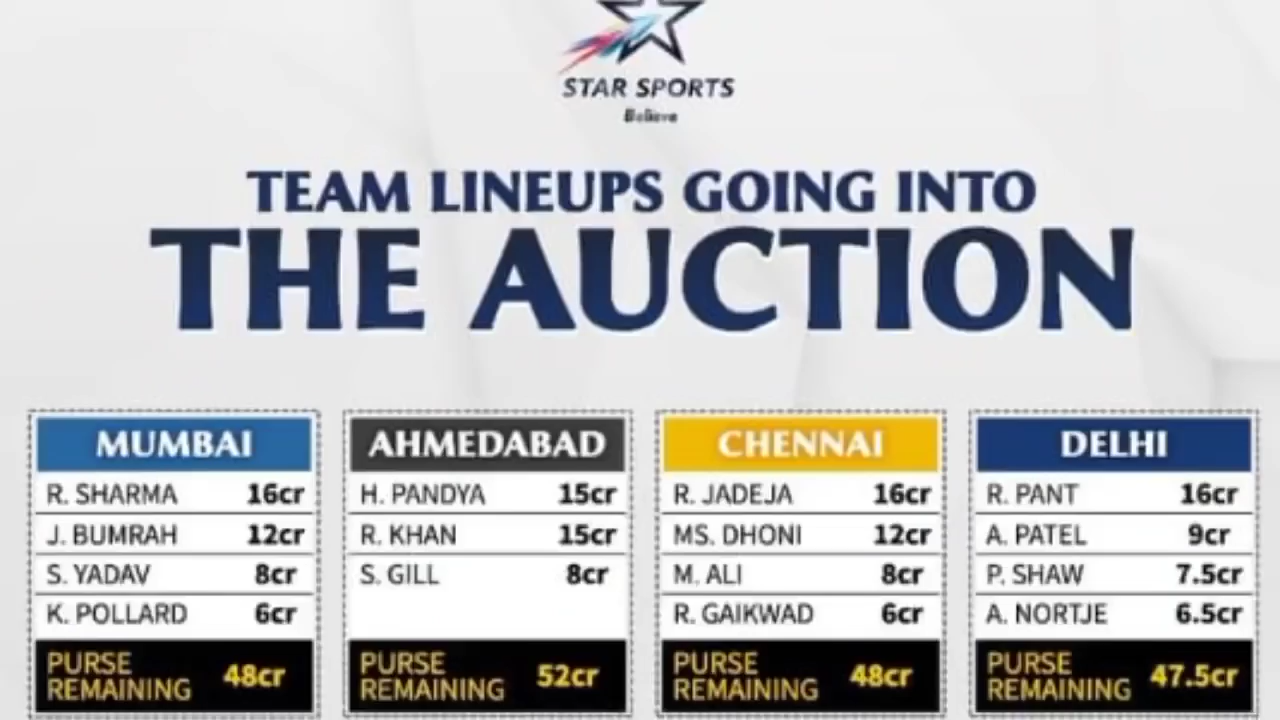 STAR SPORTS
Believe
TEAM LINEUPS GOING INTO
THE AUCTION
MUMBAI
R. SHARMA 16cr
J. BUMRAH 12cr
S. YADAV 8cr
K. POLLARD 6cr
PURSE
REMAINING 48cr
AHMEDABAD
H. PANDYA 15cr
R. KHAN 15cr
S. GILL 8cr
PURSE
REMAINING 52cr
CHENNAI
R. JADEJA 16cr
MS. DHONI 12cr
M. ALI 8cr
R. GAIKWAD 6cr
PURSE
REMAINING 48cr
DELHI
R. PANT 16cr
A. PATEL 9cr
P. SHAW 7.5cr
A. NORTJE 6.5cr
PURSE
REMAINING 47.5cr